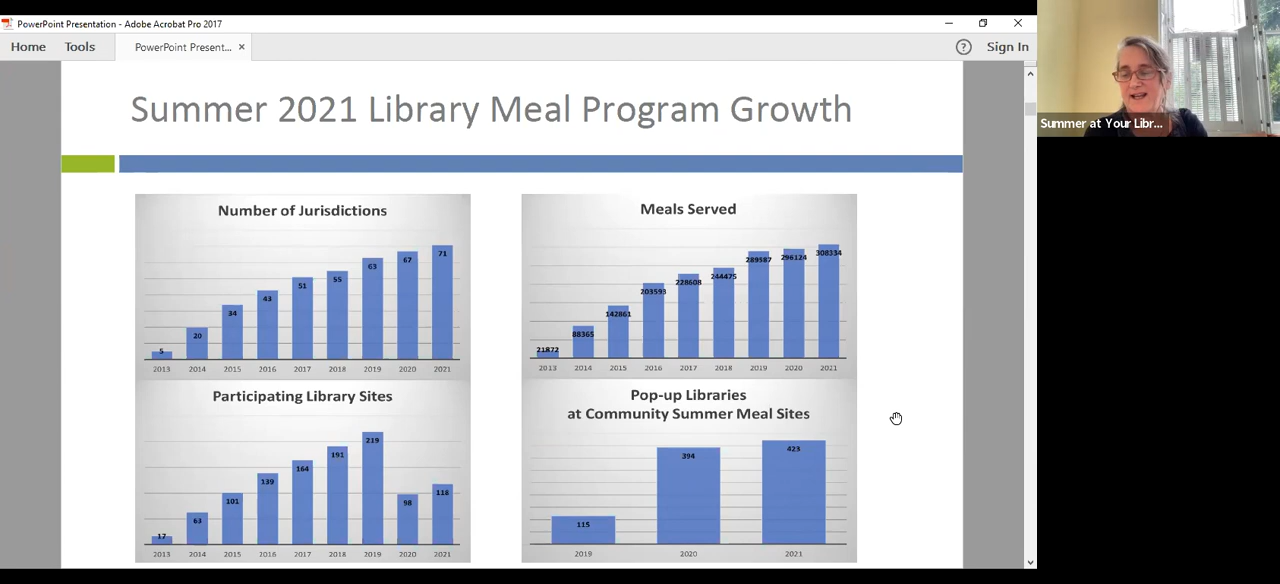 PowerPoint Presentation - Adobe Acrobat Pro 2017
Home Tools PowerPoint Present... × ? Sign In
Summer at Your Libr...
Summer 2021 Library Meal Program Growth
Number of Jurisdictions
5 20 34 43 51 55 63 67 71
2013 2014 2015 2016 2017 2018 2019 2020 2021
Meals Served
88365 142861 203593 228608 244475 289587 296124 308334
2013 2014 2015 2016 2017 2018 2019 2020 2021
Participating Library Sites
17 63 101 139 164 191 219 98 118
2013 2014 2015 2016 2017 2018 2019 2020 2021
Pop-up Libraries
at Community Summer Meal Sites
115 394 423
2019 2020 2021